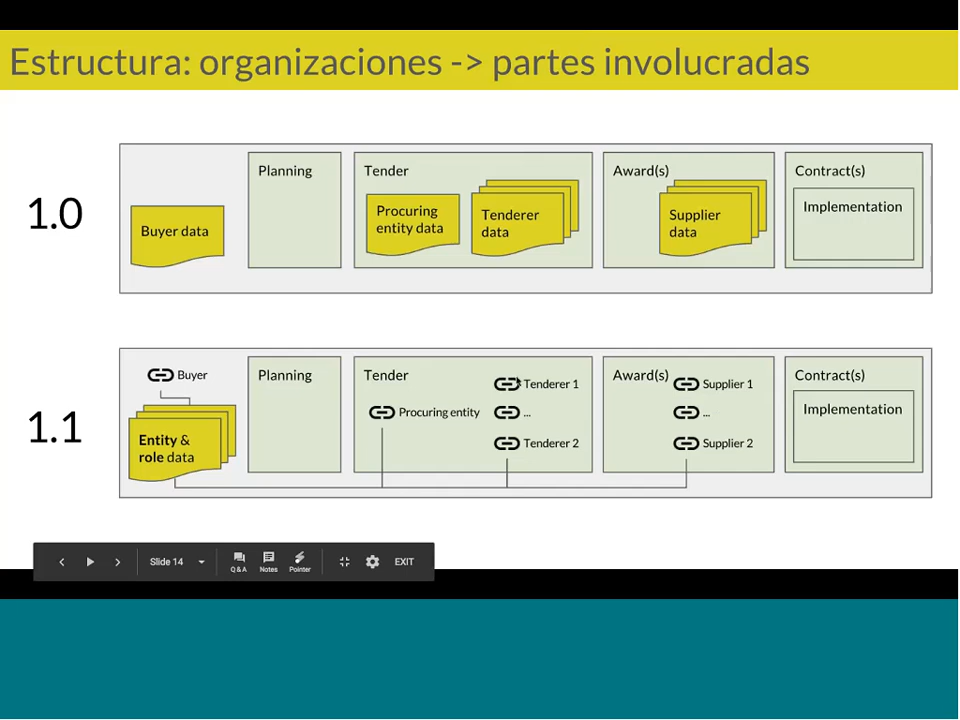 Estructura: organizaciones -> partes involucradas
1.0
Buyer data
Planning
Tender
Procuring
entity data
Tenderer
data
Award(s)
Supplier
data
Contract(s)
Implementation
1.1
Buyer
Entity &
role data
Planning
Tender
Procuring entity
Tenderer 1
...
Tenderer 2
Award(s)
Supplier 1
...
Supplier 2
Contract(s)
Implementation
Slide 14
Q & A
Notes
Pointer
EXIT